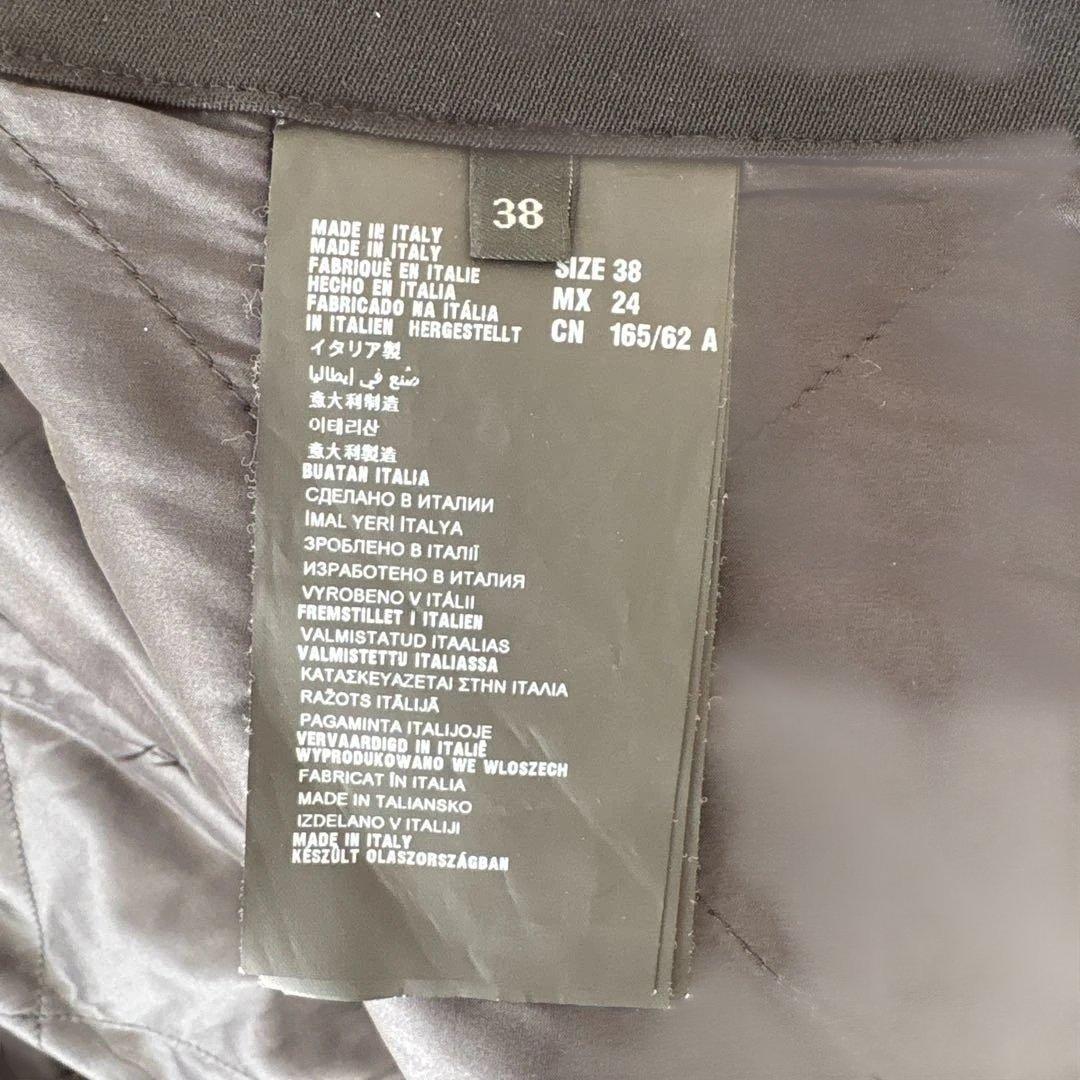 38
MADE IN ITALY
MADE IN ITALY
FABRIQUÈ EN ITALIE
HECHO EN ITALIA
FABRICADO NA ITÁLIA
IN ITALIEN HERGESTELLT
イタリア製
صُنع في إيطاليا
意大利制造
이태리산
意大利製造
BUATAN ITALIA
СДЕЛАНО В ИТАЛИИ
İMAL YERİ İTALYA
ЗРОБЛЕНО В ІТАЛІЇ
ИЗРАБОТЕНО В ИТАЛИЯ
VYROBENO V ITÁLII
FREMSTILLET I ITALIEN
VALMISTATUD ITAALIAS
VALMISTETTU ITALIASSA
ΚΑΤΑΣΚΕΥΑΖΕΤΑΙ ΣΤΗΝ ΙΤΑΛΙΑ
RAŽOTS ITĀLIJĀ
PAGAMINTA ITALIJOJE
VERVAARDIGD IN ITALIË
WYPRODUKOWANO WE WLOSZECH
FABRICAT ÎN ITALIA
MADE IN TALIANSKO
IZDELANO V ITALIJI
MADE IN ITALY
KÉSZÜLT OLASZORSZÁGBAN
SIZE 38
MX 24
CN 165/62 A